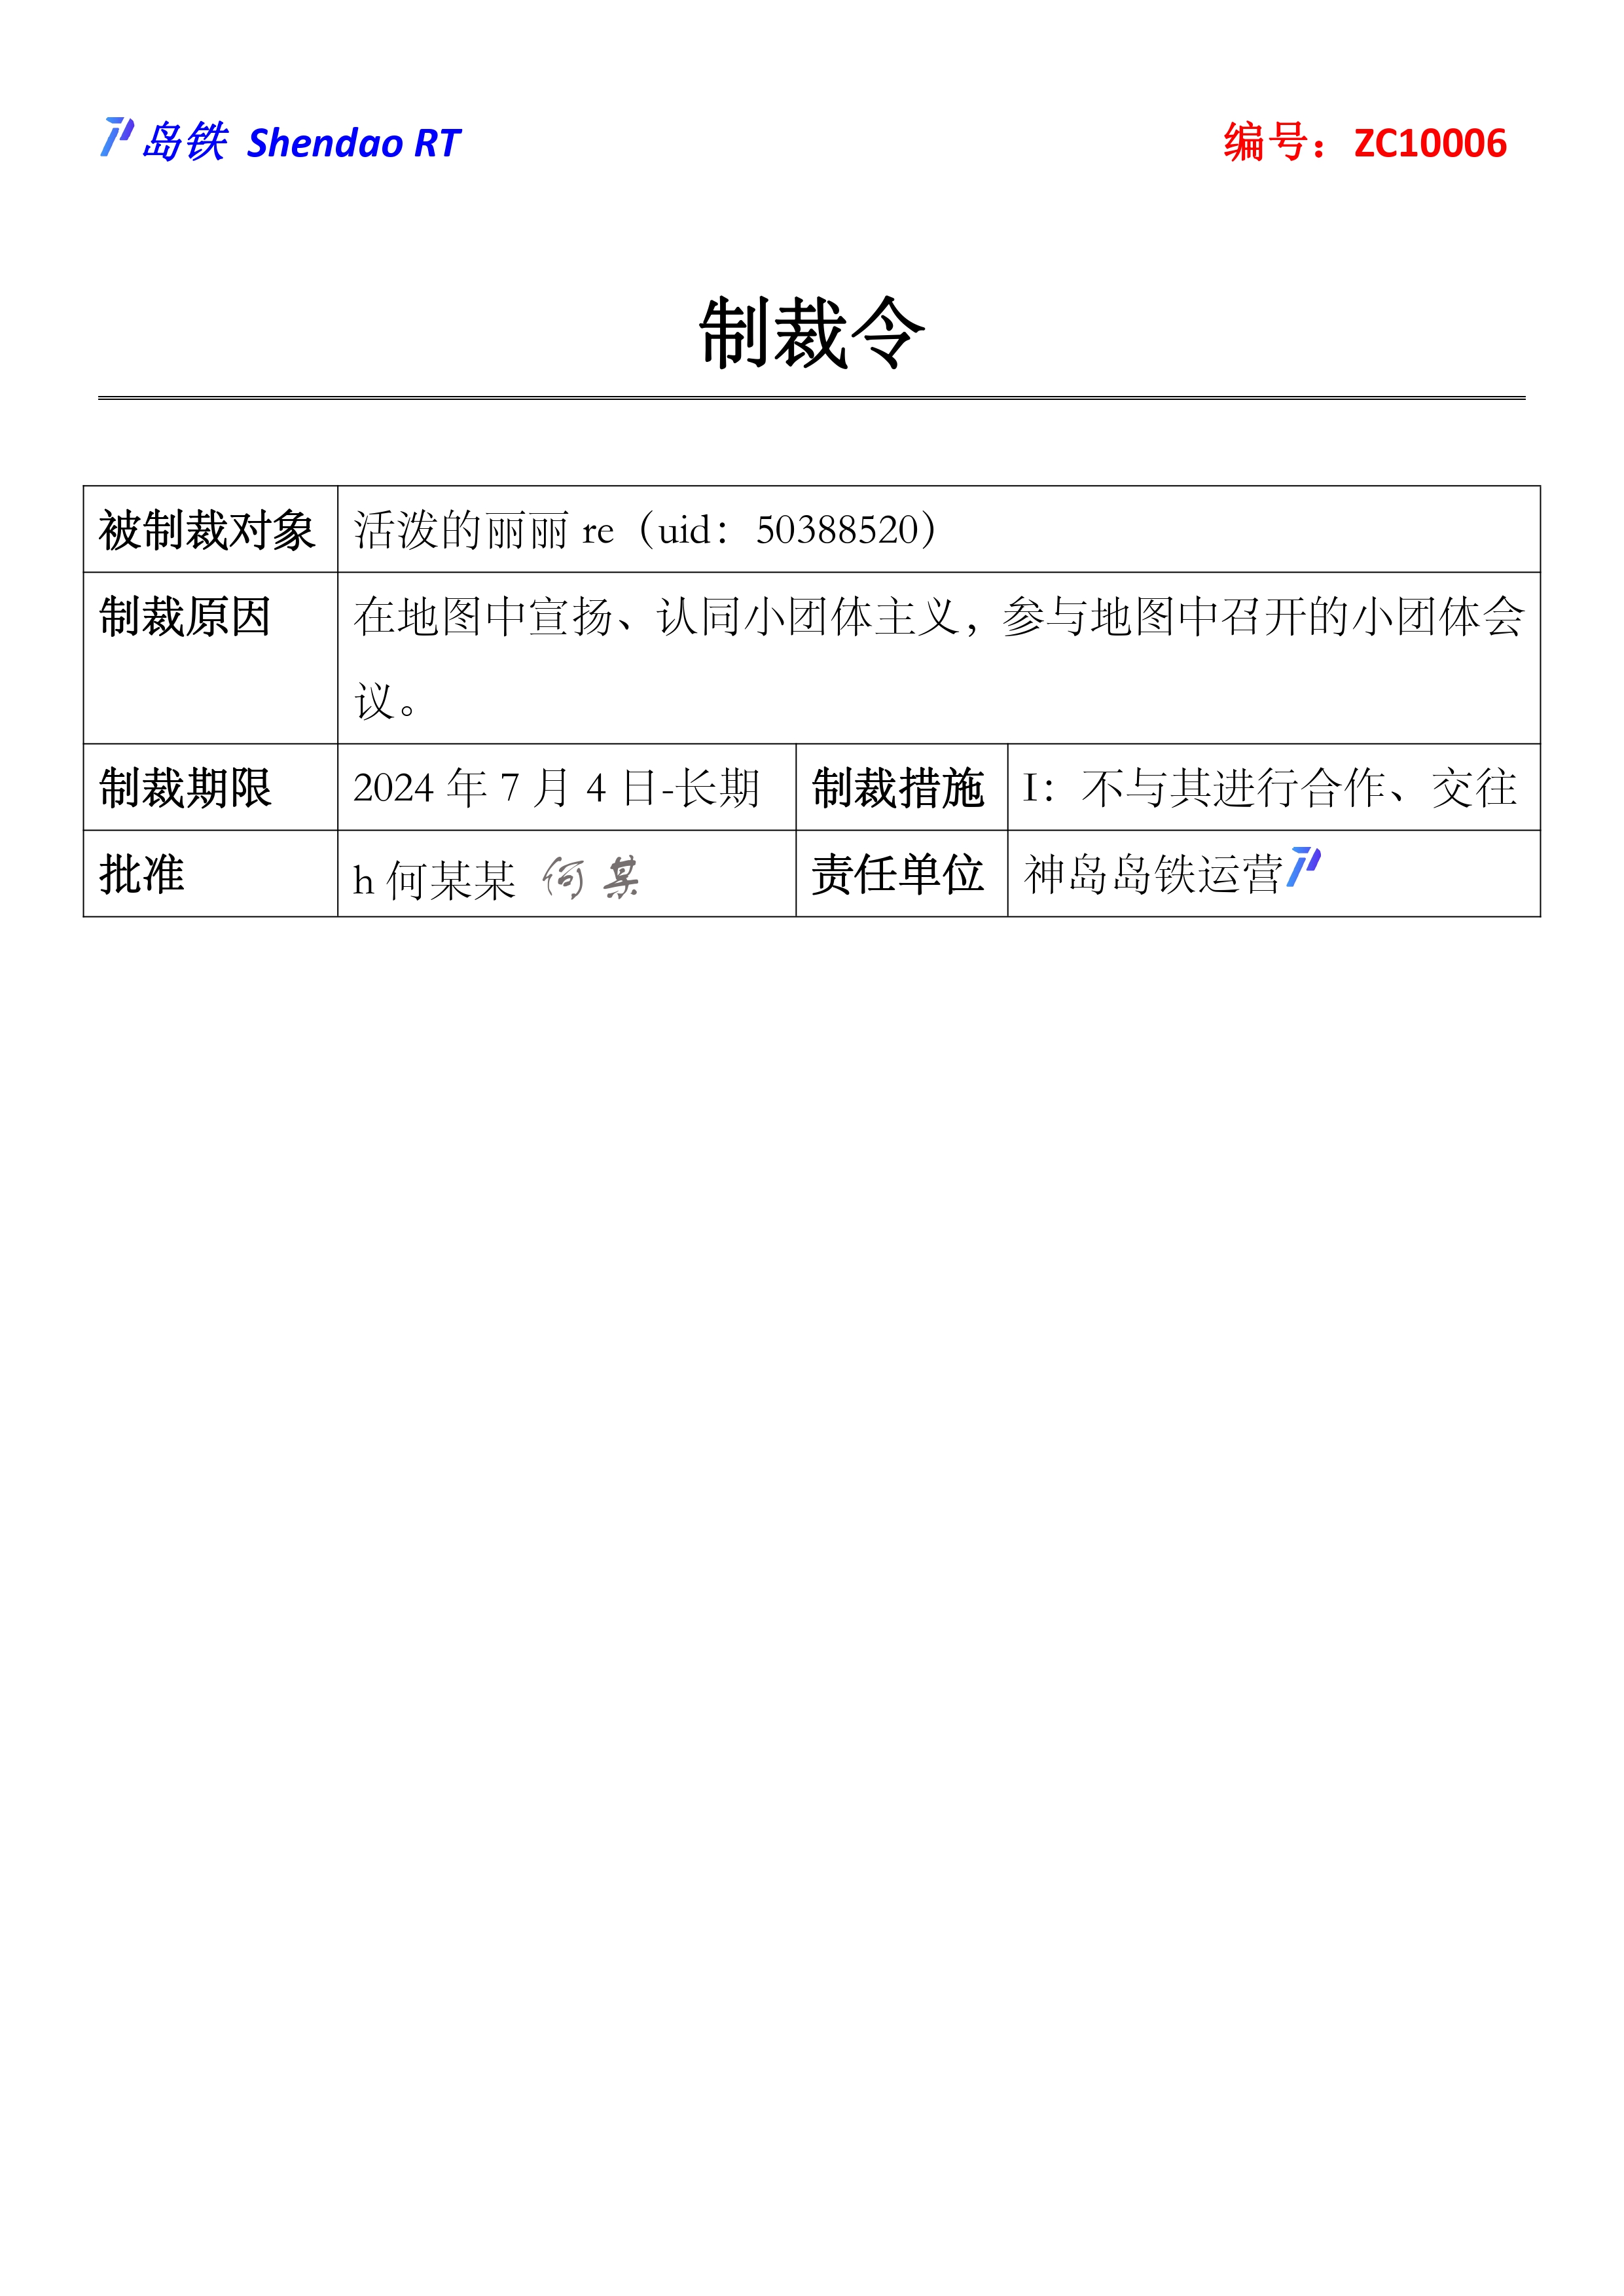 岛铁 Shendao RT
编号：ZC10006
制裁令
被制裁对象 活泼的丽丽 re（uid：50388520）
制裁原因 在地图中宣扬、认同小团体主义，参与地图中召开的小团体会
议。
制裁期限 2024 年 7 月 4 日-长期 制裁措施 I：不与其进行合作、交往
批准 h 何某某 何某 责任单位 神岛岛铁运营